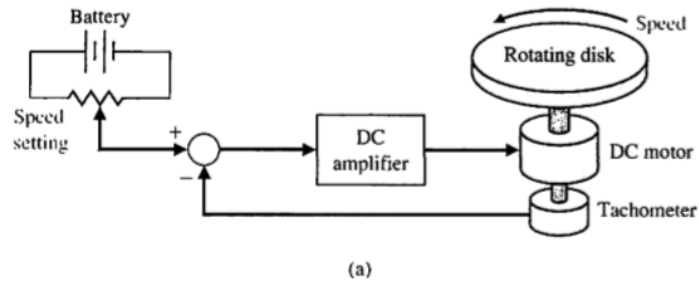 Battery
Speed
Rotating disk
Speed
setting
+
−
DC
amplifier
DC motor
Tachometer
(a)